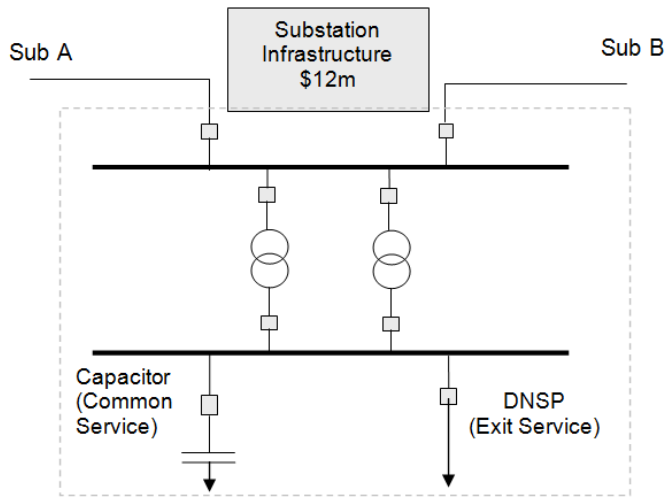 Substation
Infrastructure
$12m
Sub A
Sub B
Capacitor
(Common
Service)
DNSP
(Exit Service)